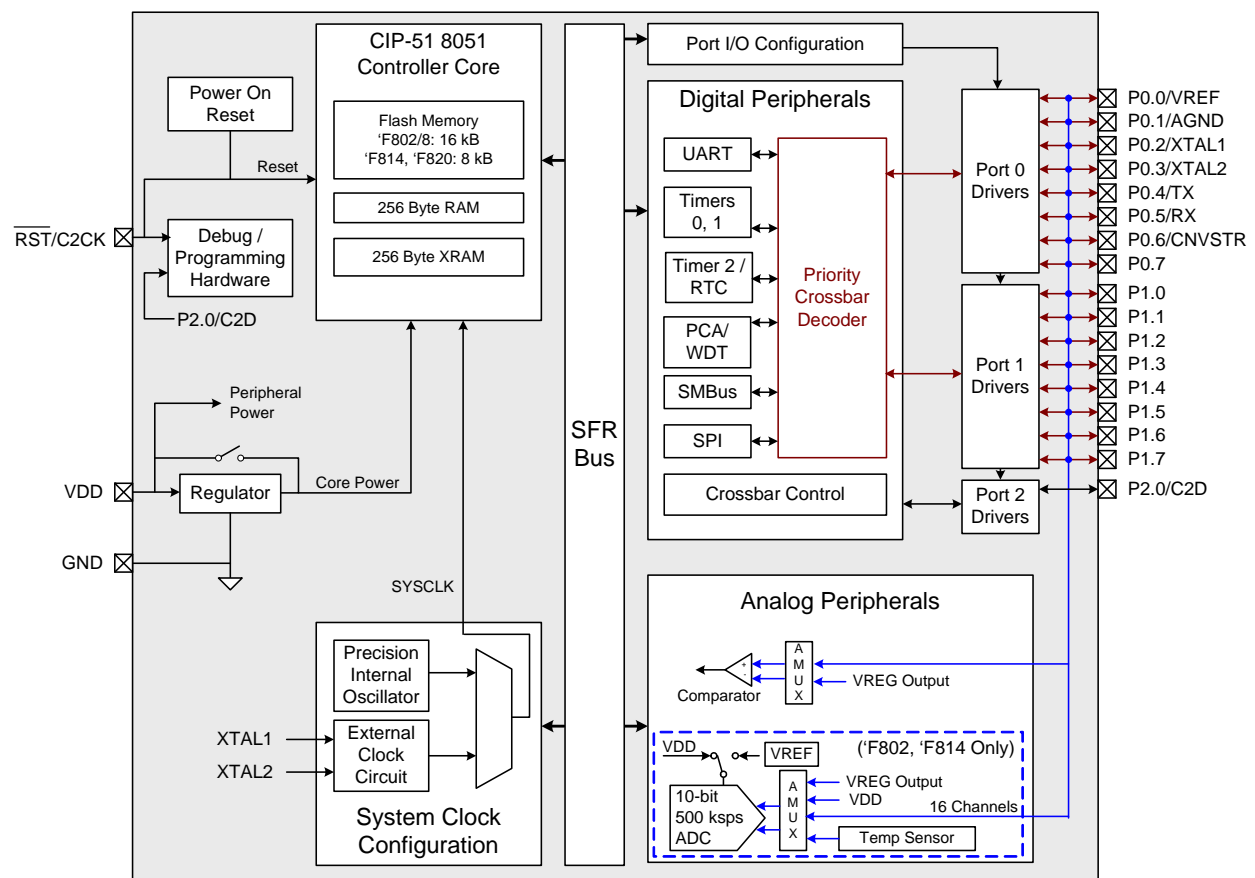 CIP-51 8051
Controller Core
Flash Memory
‘F802/8: 16 kB
‘F814, ‘F820: 8 kB
256 Byte RAM
256 Byte XRAM
Power On
Reset
Reset
RST/C2CK
Debug /
Programming
Hardware
P2.0/C2D
Peripheral
Power
VDD
Regulator
Core Power
GND
SYSCLK
Precision
Internal
Oscillator
XTAL1
XTAL2
External
Clock
Circuit
System Clock
Configuration
SFR
Bus
Port I/O Configuration
Digital Peripherals
UART
Timers
0, 1
Timer 2 /
RTC
PCA/
WDT
SMBus
SPI
Priority
Crossbar
Decoder
Crossbar Control
Port 0
Drivers
Port 1
Drivers
Port 2
Drivers
P0.0/VREF
P0.1/AGND
P0.2/XTAL1
P0.3/XTAL2
P0.4/TX
P0.5/RX
P0.6/CNVSTR
P0.7
P1.0
P1.1
P1.2
P1.3
P1.4
P1.5
P1.6
P1.7
P2.0/C2D
Analog Peripherals
+
-
Comparator
A
M
U
X
VREG Output
(‘F802, ‘F814 Only)
VDD
VREF
10-bit
500 ksps
ADC
A
M
U
X
VREG Output
VDD
16 Channels
Temp Sensor